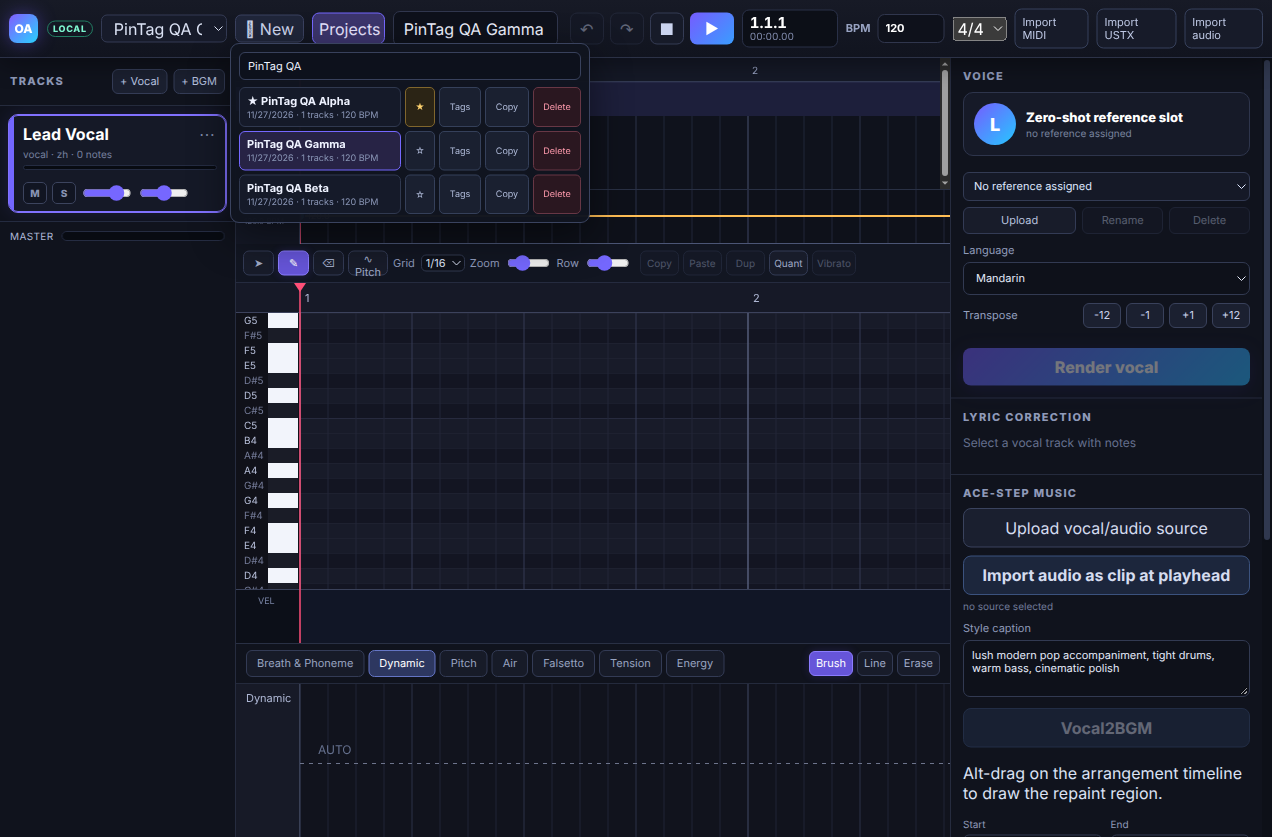 OA
LOCAL
PinTag QA (
New
Projects
PinTag QA Gamma
1.1.1
00:00.00
BPM
120
4/4
Import
MIDI
Import
USTX
Import
audio
TRACKS
+ Vocal
+ BGM
Lead Vocal
...
vocal · zh · 0 notes
M
S
MASTER
PinTag QA
★ PinTag QA Alpha
11/27/2026 · 1 tracks · 120 BPM
★
Tags
Copy
Delete
PinTag QA Gamma
11/27/2026 · 1 tracks · 120 BPM
☆
Tags
Copy
Delete
PinTag QA Beta
11/27/2026 · 1 tracks · 120 BPM
☆
Tags
Copy
Delete
2
Pitch
Grid
1/16
Zoom
Row
Copy
Paste
Dup
Quant
Vibrato
1
2
G5
F#5
F5
E5
D#5
D5
C#5
C5
B4
A#4
A4
G#4
G4
F#4
F4
E4
D#4
D4
VEL
Breath & Phoneme
Dynamic
Pitch
Air
Falsetto
Tension
Energy
Brush
Line
Erase
Dynamic
AUTO
VOICE
L
Zero-shot reference slot
no reference assigned
No reference assigned
Upload
Rename
Delete
Language
Mandarin
Transpose
-12
-1
+1
+12
Render vocal
LYRIC CORRECTION
Select a vocal track with notes
ACE-STEP MUSIC
Upload vocal/audio source
Import audio as clip at playhead
no source selected
Style caption
lush modern pop accompaniment, tight drums,
warm bass, cinematic polish
Vocal2BGM
Alt-drag on the arrangement timeline
to draw the repaint region.
Start
End